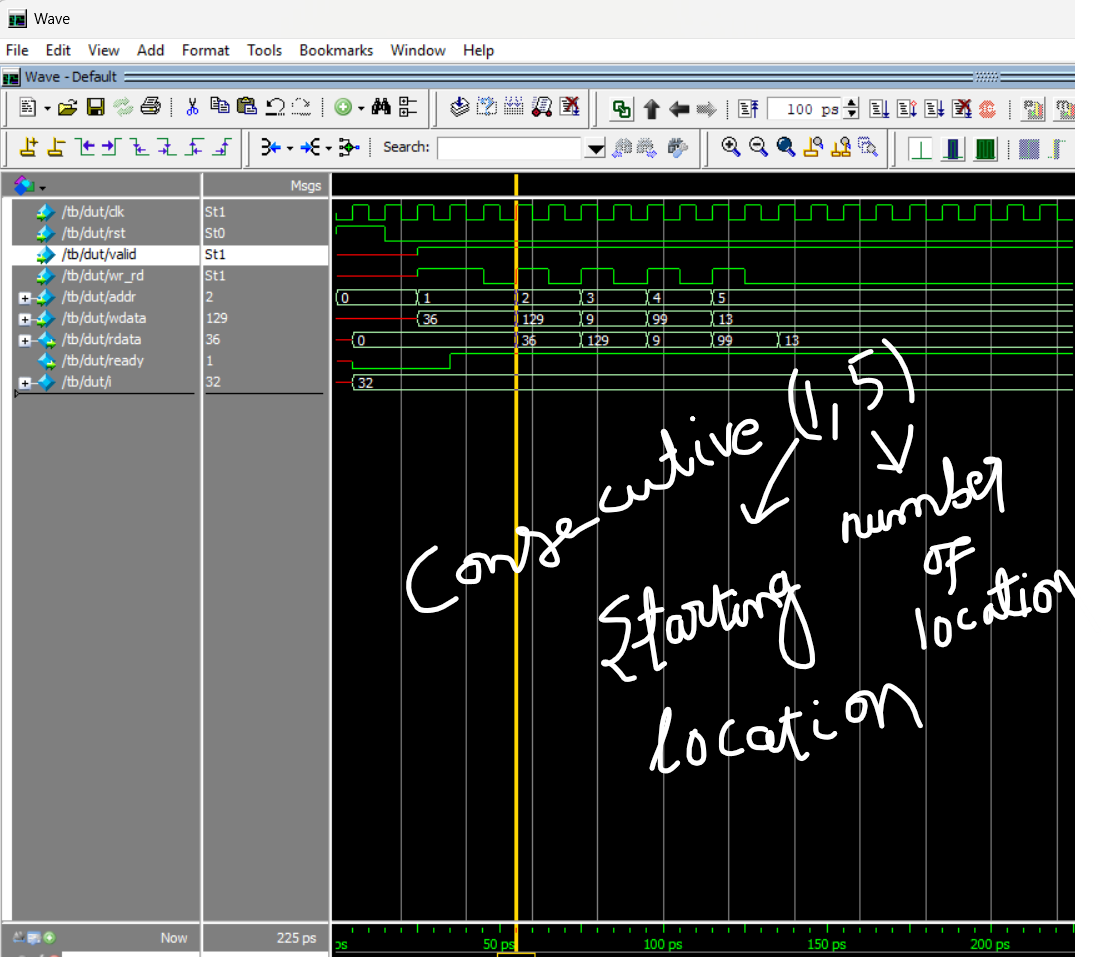 Wave
File Edit View Add Format Tools Bookmarks Window Help
Wave - Default
100 ps
Search:
Msgs
/tb/dut/clk St1
/tb/dut/rst St0
/tb/dut/valid St1
/tb/dut/wr_rd St1
/tb/dut/addr 2 0 1 2 3 4 5
/tb/dut/wdata 129 36 129 9 99 13
/tb/dut/rdata 36 0 36 129 9 99 13
/tb/dut/ready 1
/tb/dut/i 32 32
Consecutive (1, 5)
Starting
location
number
of
location
Now 225 ps
ps 50 ps 100 ps 150 ps 200 ps